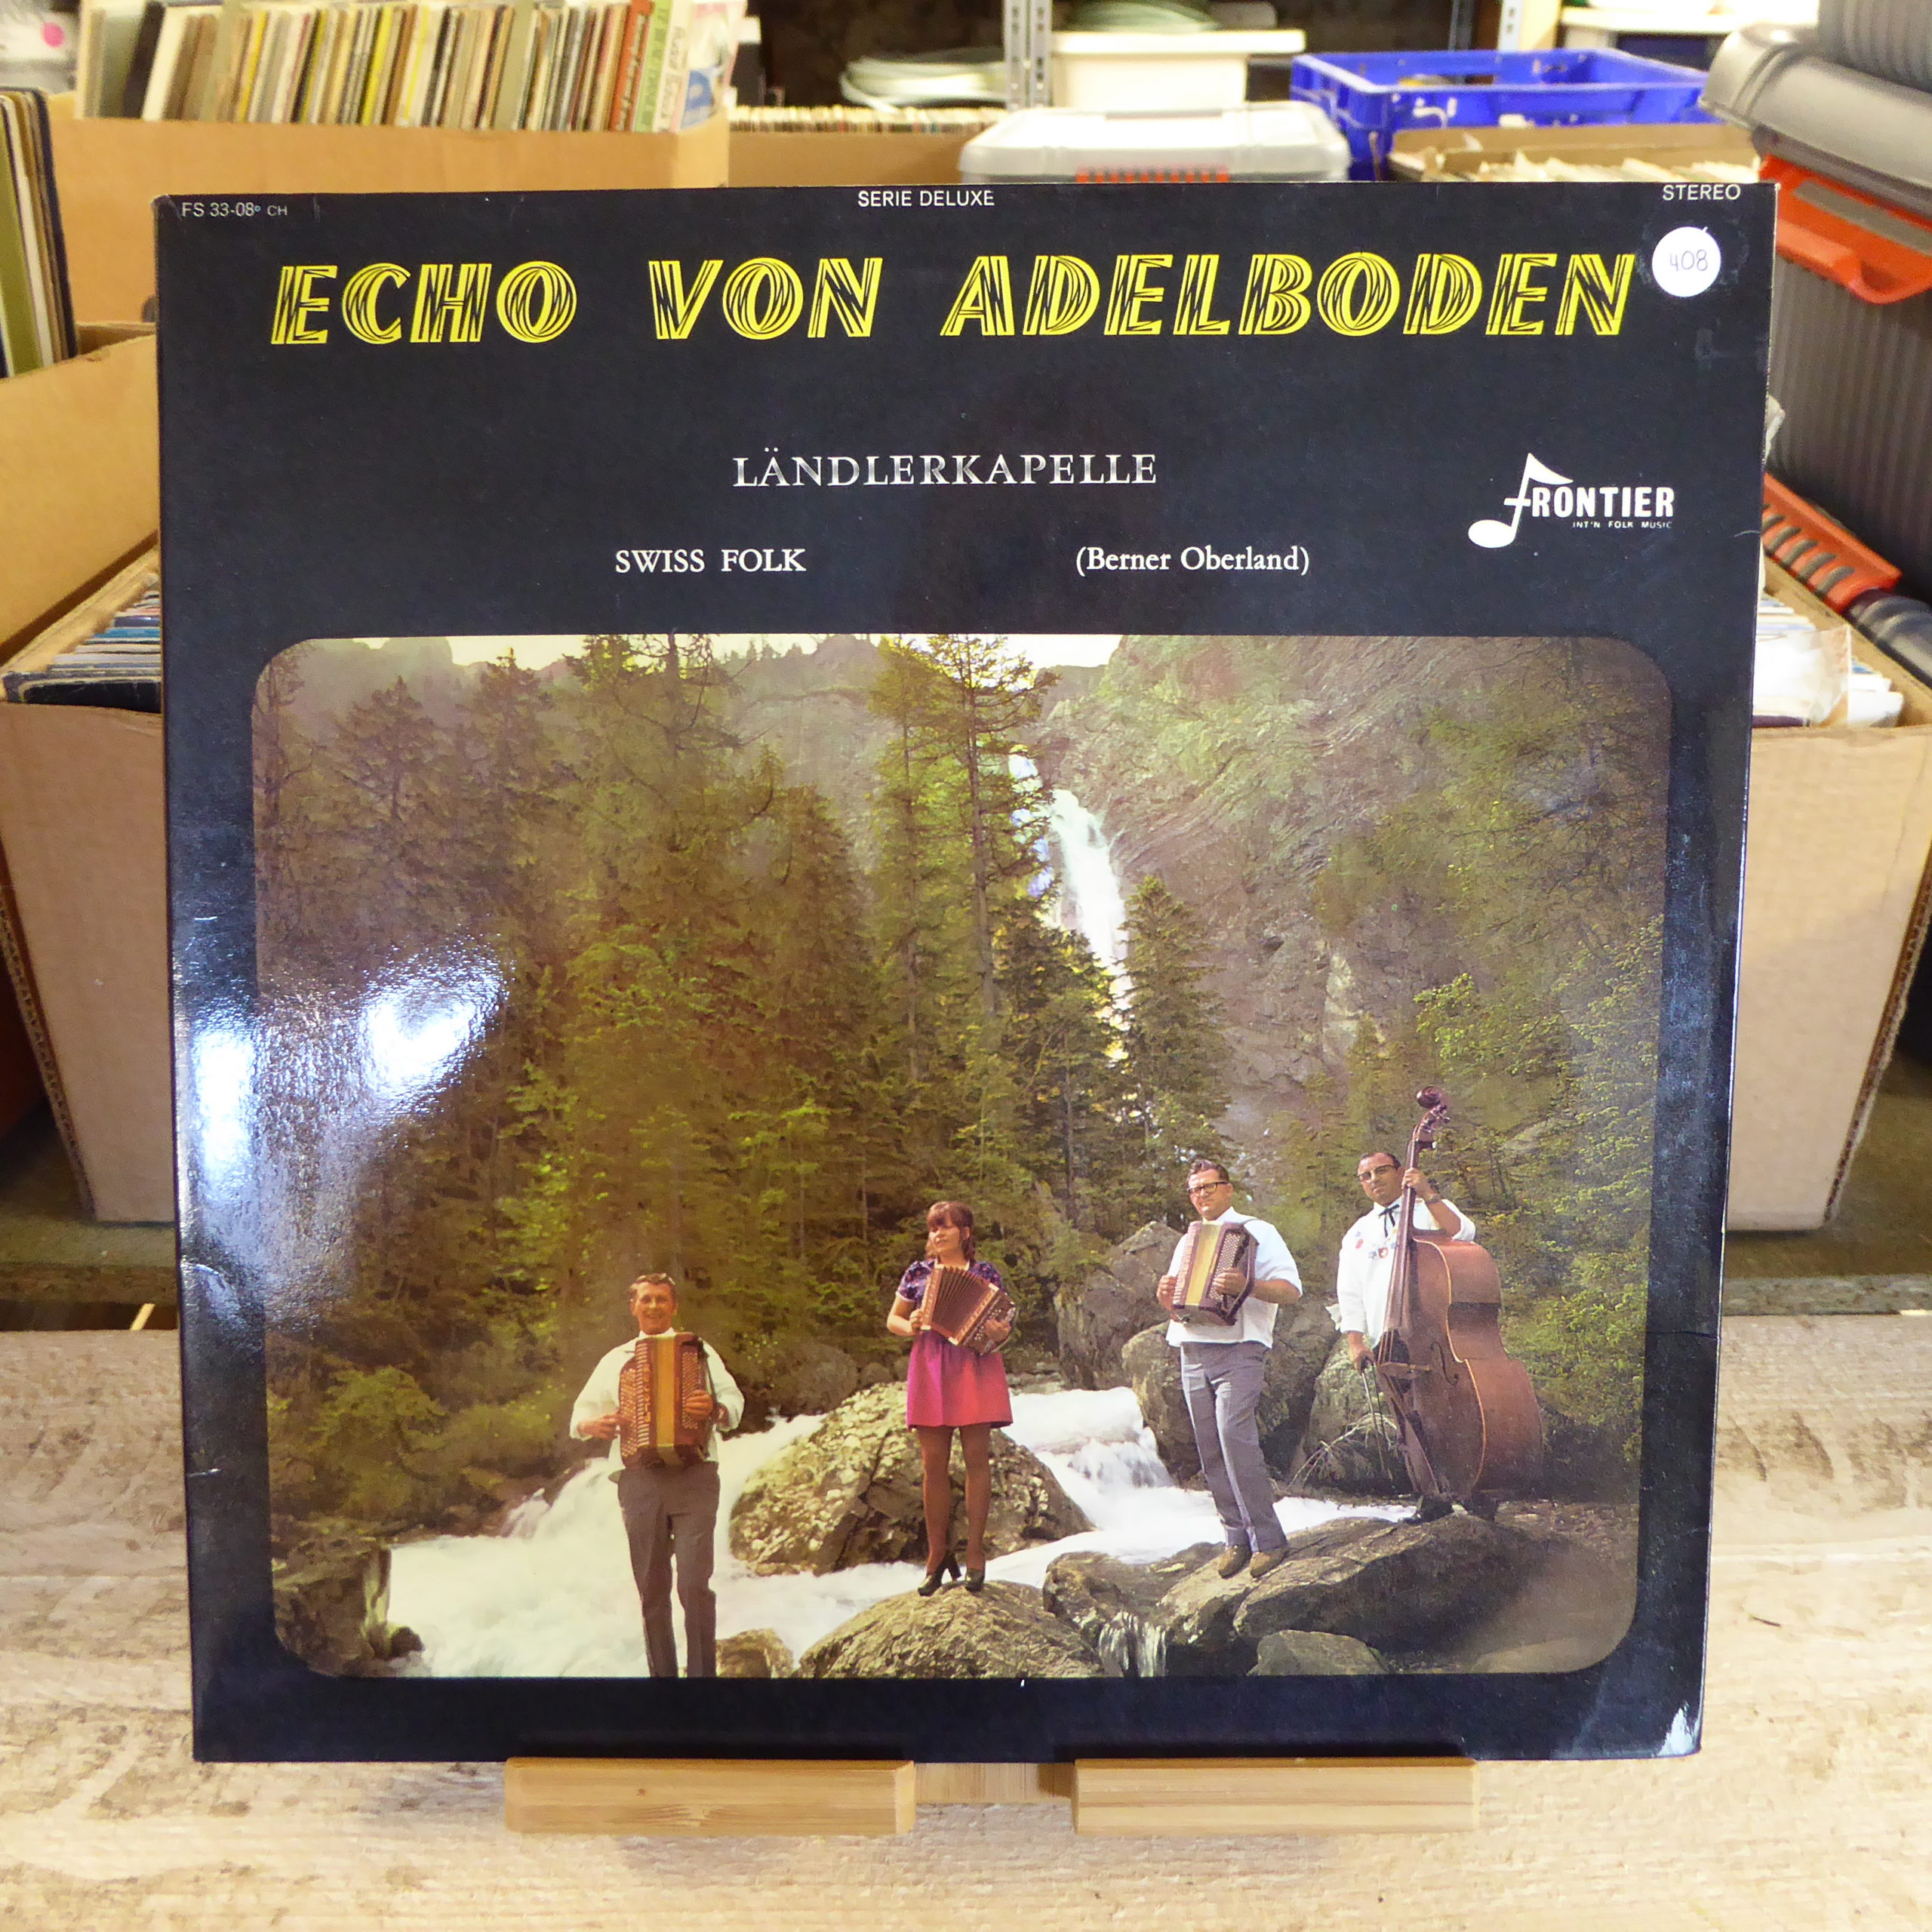 FS 33-08° CH
SERIE DELUXE
STEREO
ECHO VON ADELBODEN
408
LÄNDLERKAPELLE
FRONTIER
INT'N FOLK MUSIC
SWISS FOLK
(Berner Oberland)